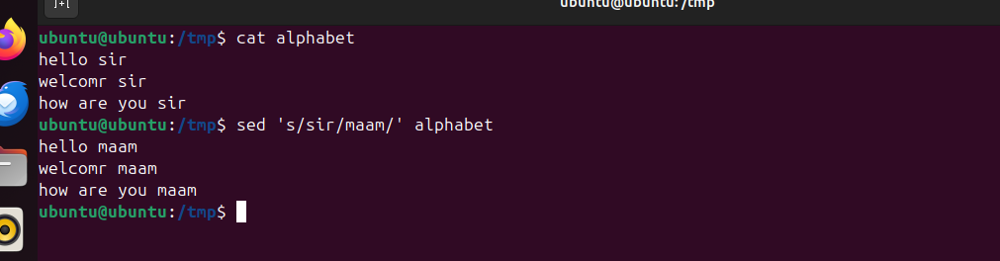 ubuntu@ubuntu: /tmp
ubuntu@ubuntu:/tmp$ cat alphabet
hello sir
welcomr sir
how are you sir
ubuntu@ubuntu:/tmp$ sed 's/sir/maam/' alphabet
hello maam
welcomr maam
how are you maam
ubuntu@ubuntu:/tmp$